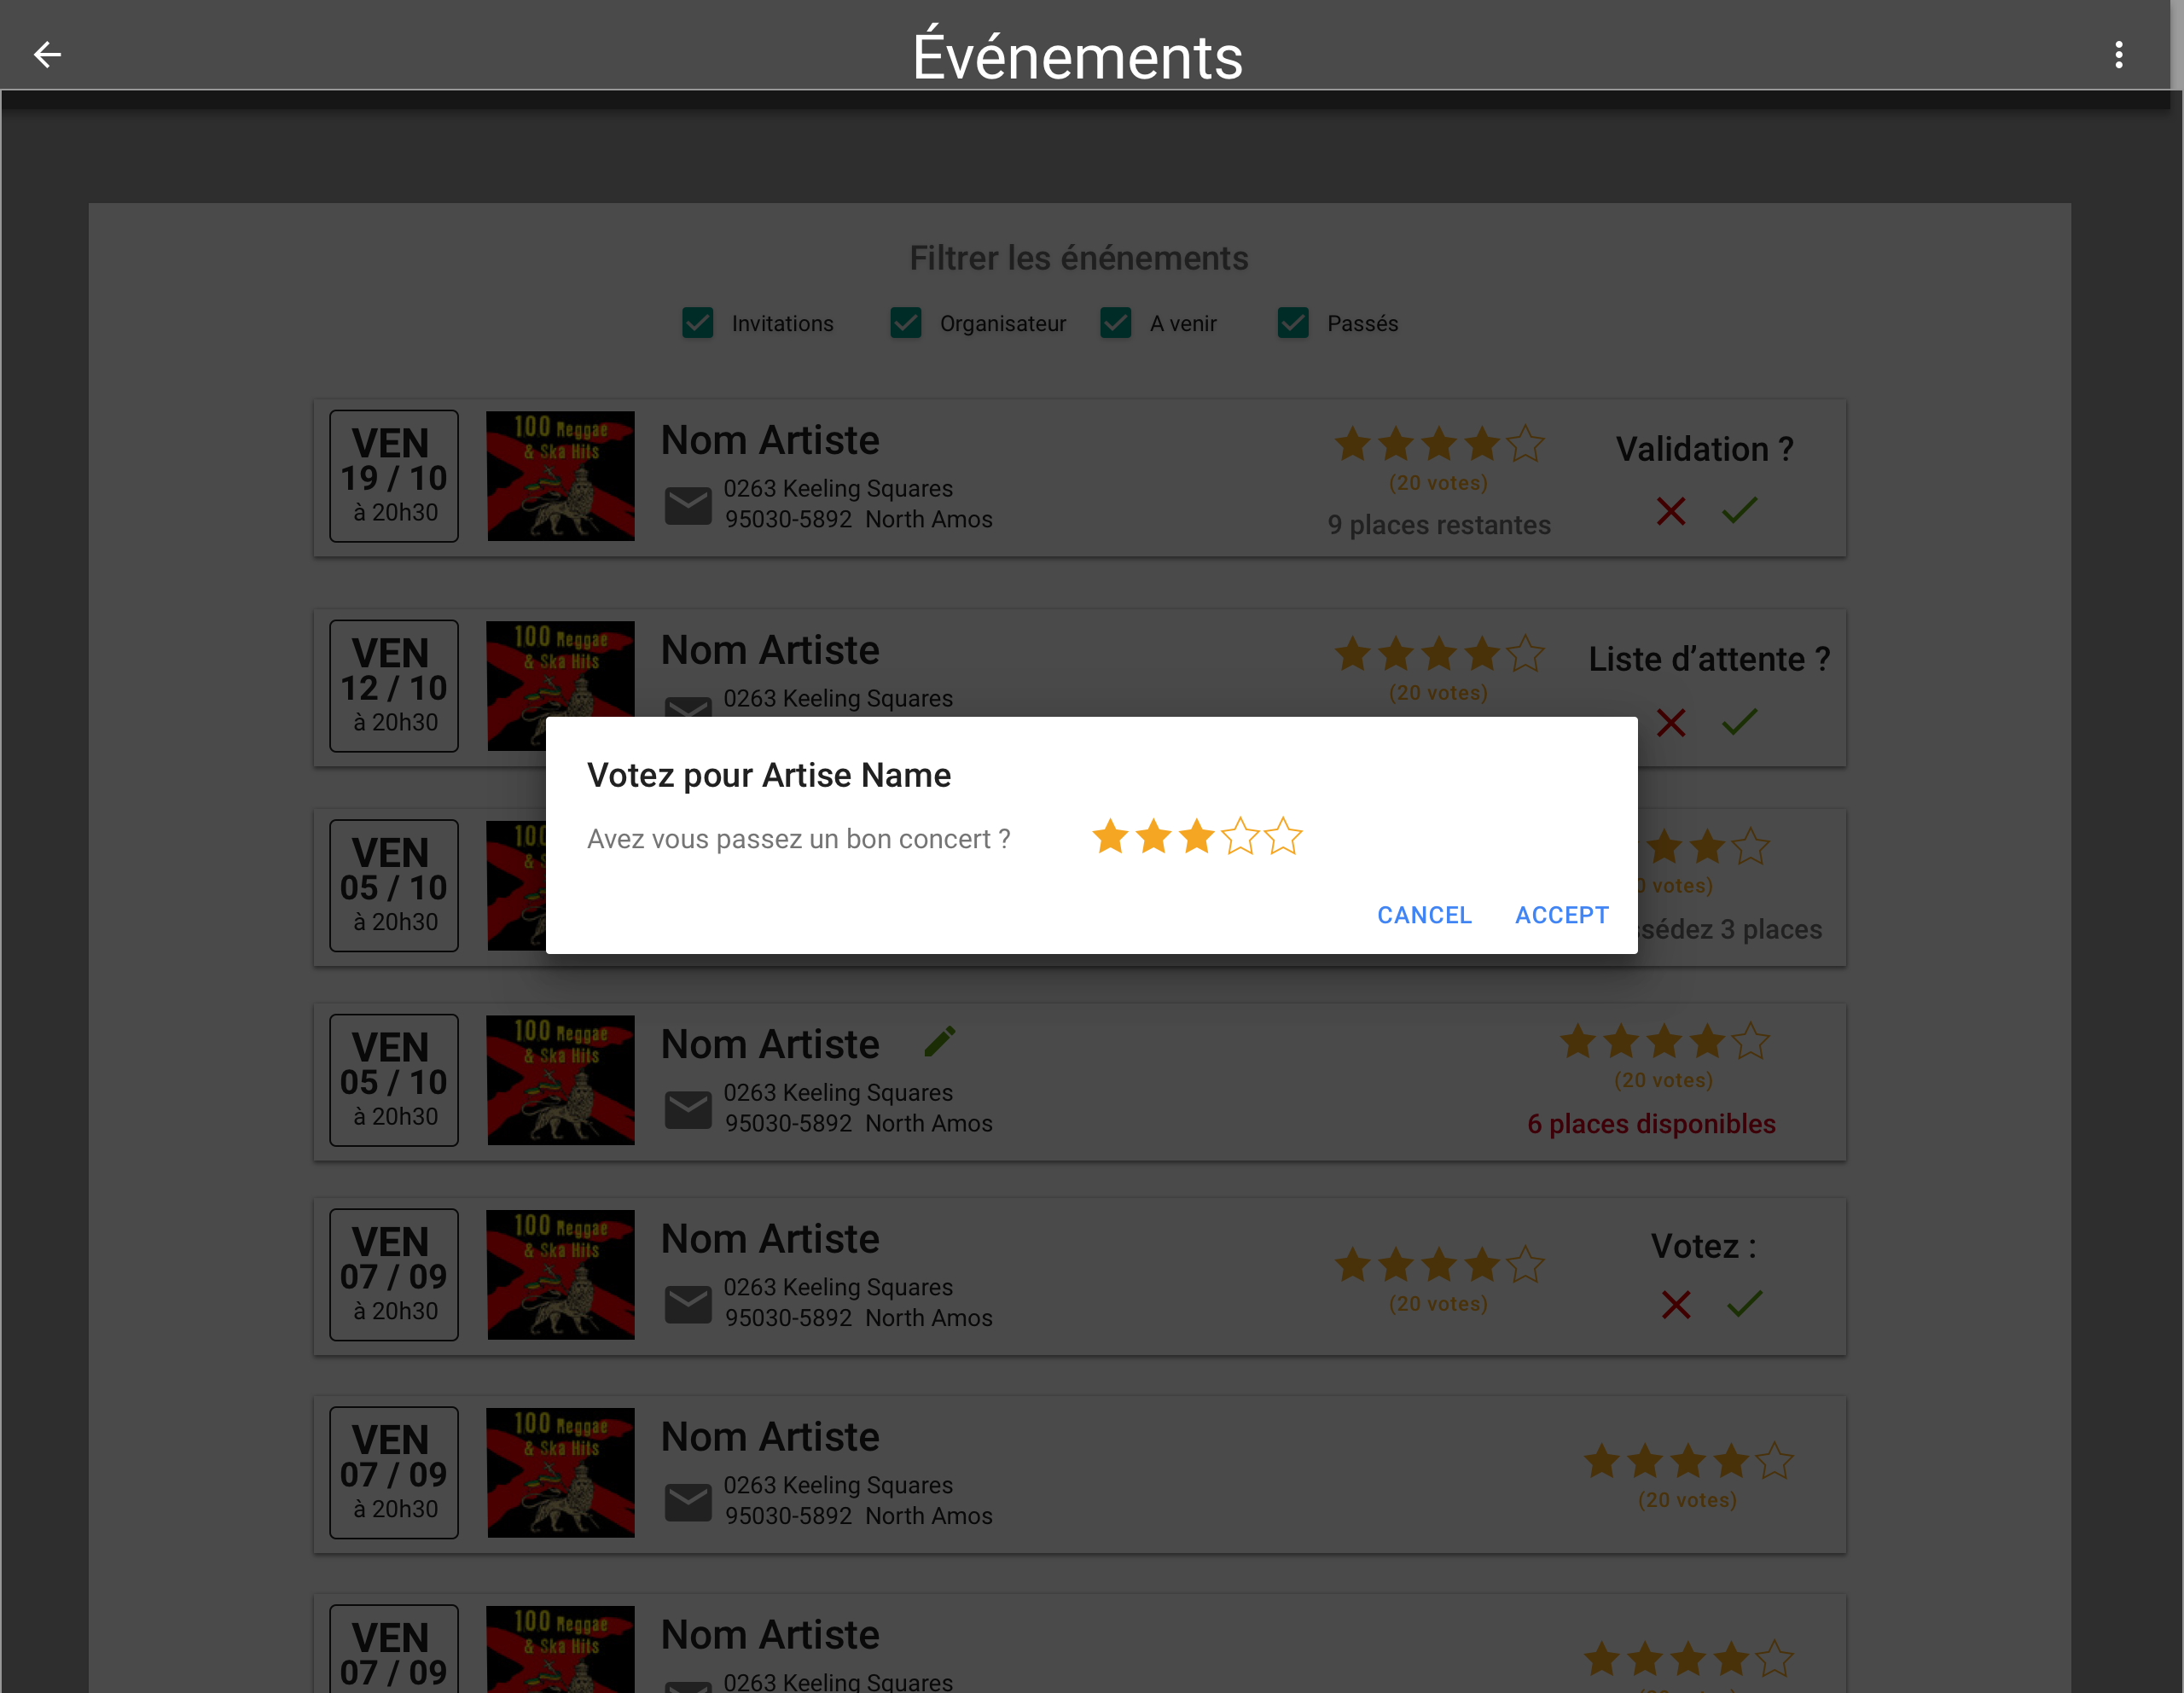 Événements
Filtrer les énénements
Invitations
Organisateur
A venir
Passés
VEN
19 / 10
à 20h30
100 Reggae
& Ska Hits
Nom Artiste
0263 Keeling Squares
95030-5892 North Amos
(20 votes)
9 places restantes
Validation ?
VEN
12 / 10
à 20h30
100 Reggae
& Ska Hits
Nom Artiste
0263 Keeling Squares
(20 votes)
Liste d’attente ?
Votez pour Artise Name
Avez vous passez un bon concert ?
CANCEL
ACCEPT
VEN
05 / 10
à 20h30
votes)
3 places
VEN
05 / 10
à 20h30
100 Reggae
& Ska Hits
Nom Artiste
0263 Keeling Squares
95030-5892 North Amos
(20 votes)
6 places disponibles
VEN
07 / 09
à 20h30
100 Reggae
& Ska Hits
Nom Artiste
0263 Keeling Squares
95030-5892 North Amos
(20 votes)
Votez :
VEN
07 / 09
à 20h30
100 Reggae
& Ska Hits
Nom Artiste
0263 Keeling Squares
95030-5892 North Amos
(20 votes)
VEN
07 / 09
100 Reggae
& Ska Hits
Nom Artiste
0263 Keeling Squares